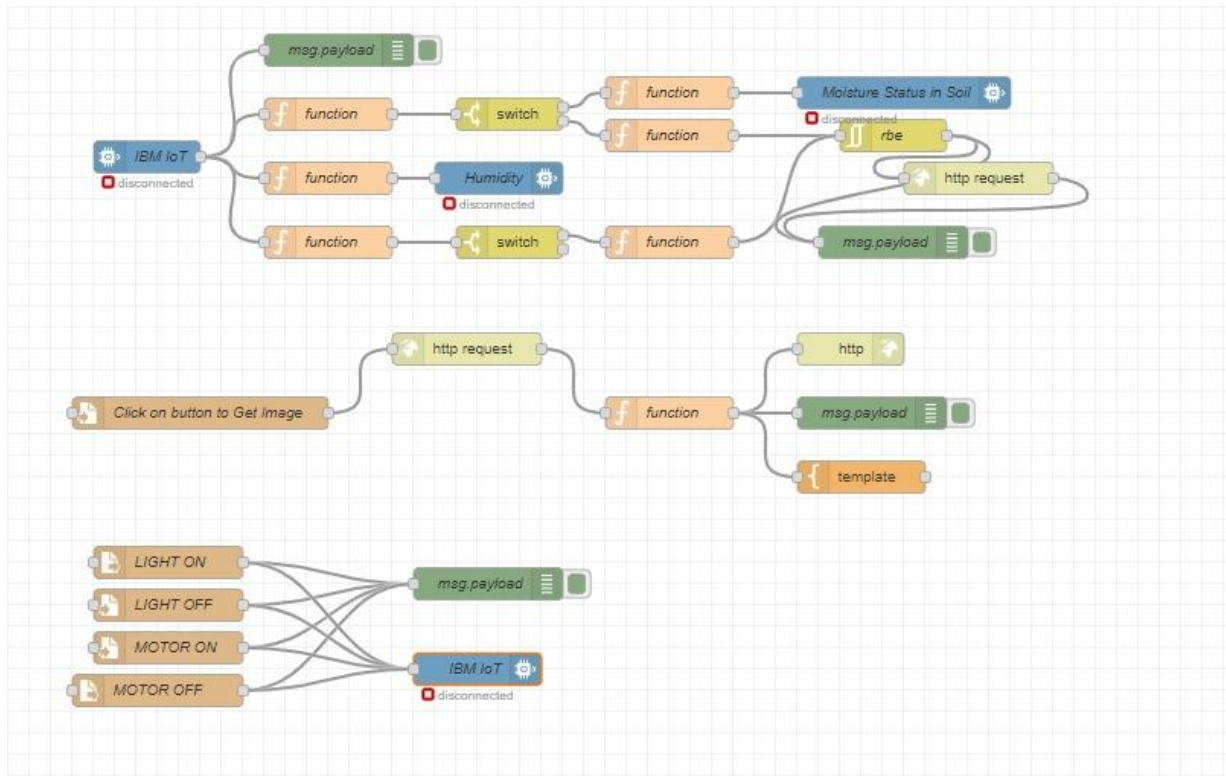 msg.payload
function
Moisture Status in Soil
function
switch
disconnected
function
rbe
IBM IoT
disconnected
function
Humidity
http request
disconnected
function
switch
function
msg.payload
http request
http
Click on button to Get Image
function
msg.payload
template
LIGHT ON
msg.payload
LIGHT OFF
MOTOR ON
IBM IoT
MOTOR OFF
disconnected